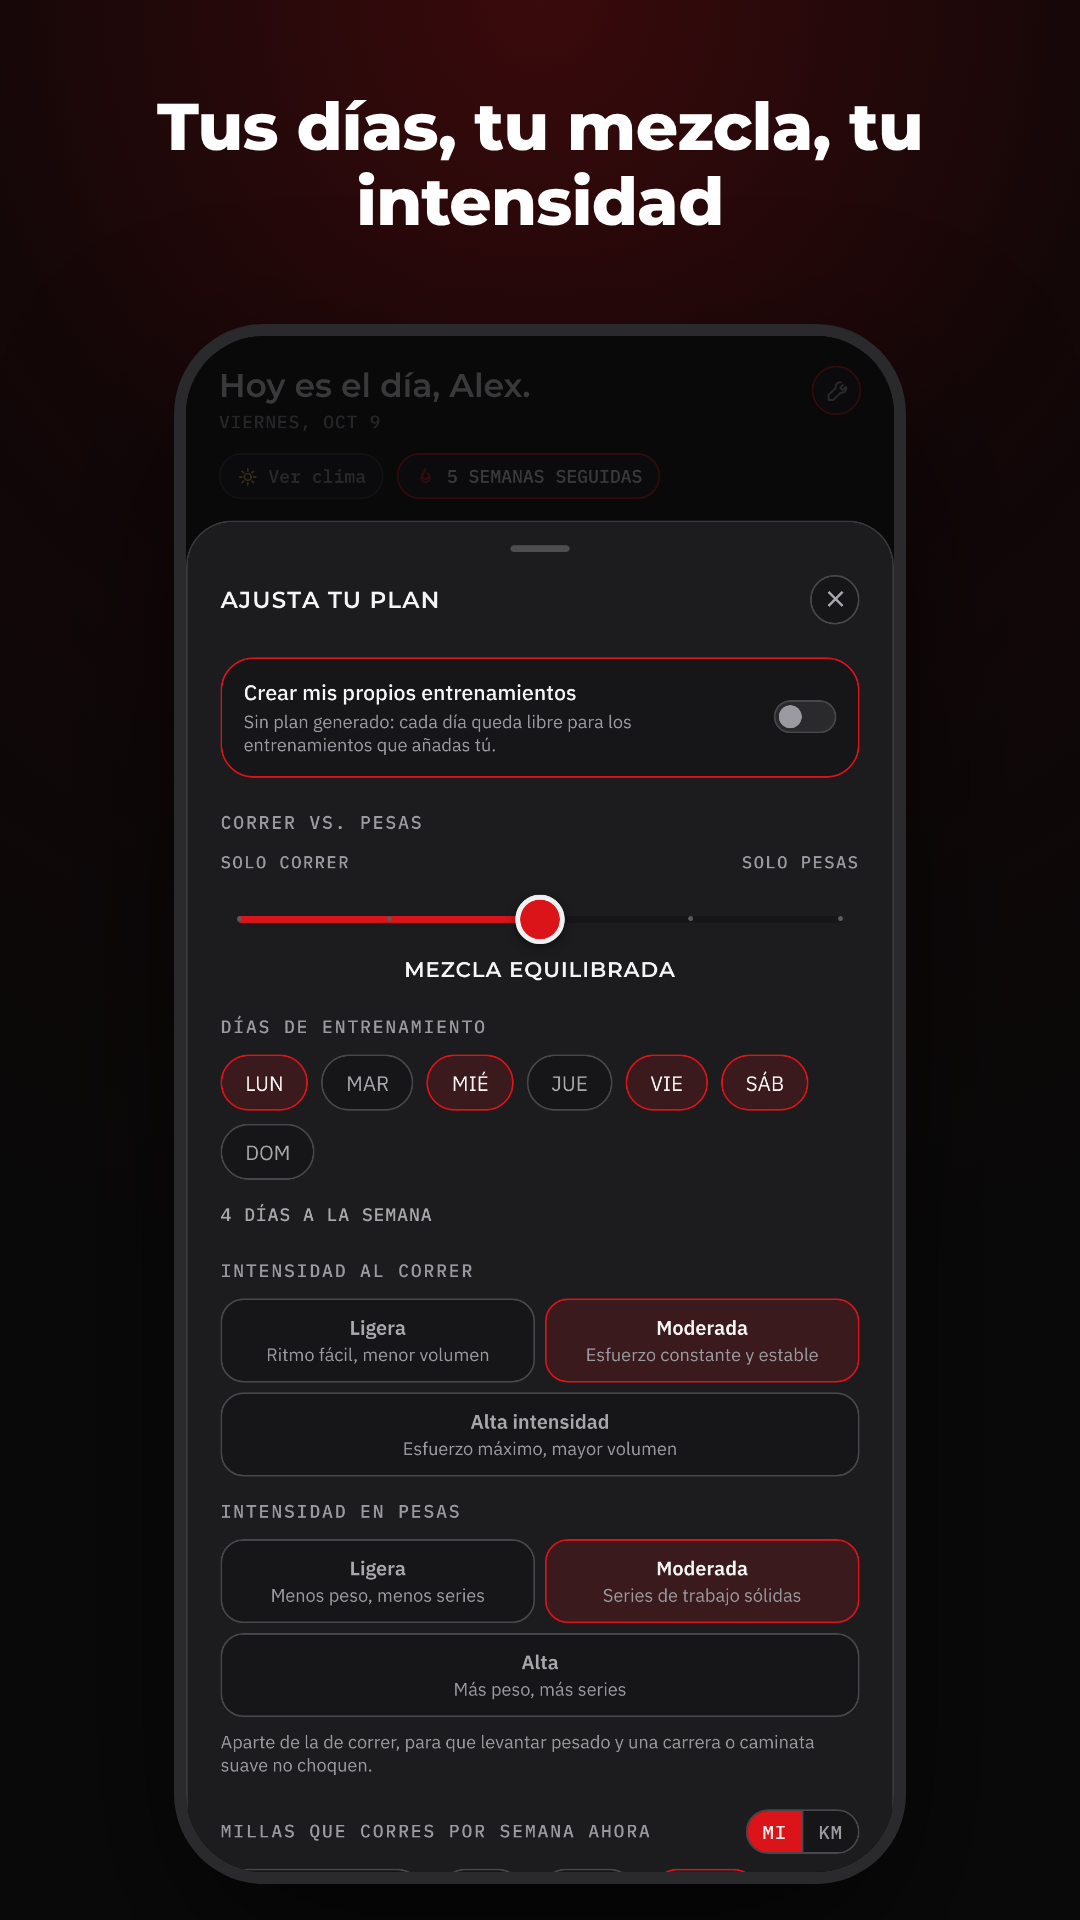 Tus días, tu mezcla, tu
intensidad
Hoy es el día, Alex.
VIERNES, OCT 9
Ver clima
5 SEMANAS SEGUIDAS
AJUSTA TU PLAN
Crear mis propios entrenamientos
Sin plan generado: cada día queda libre para los
entrenamientos que añadas tú.
CORRER VS. PESAS
SOLO CORRER
SOLO PESAS
MEZCLA EQUILIBRADA
DÍAS DE ENTRENAMIENTO
LUN
MAR
MIÉ
JUE
VIE
SÁB
DOM
4 DÍAS A LA SEMANA
INTENSIDAD AL CORRER
Ligera
Ritmo fácil, menor volumen
Moderada
Esfuerzo constante y estable
Alta intensidad
Esfuerzo máximo, mayor volumen
INTENSIDAD EN PESAS
Ligera
Menos peso, menos series
Moderada
Series de trabajo sólidas
Alta
Más peso, más series
Aparte de la de correr, para que levantar pesado y una carrera o caminata
suave no choquen.
MILLAS QUE CORRES POR SEMANA AHORA
MI
KM